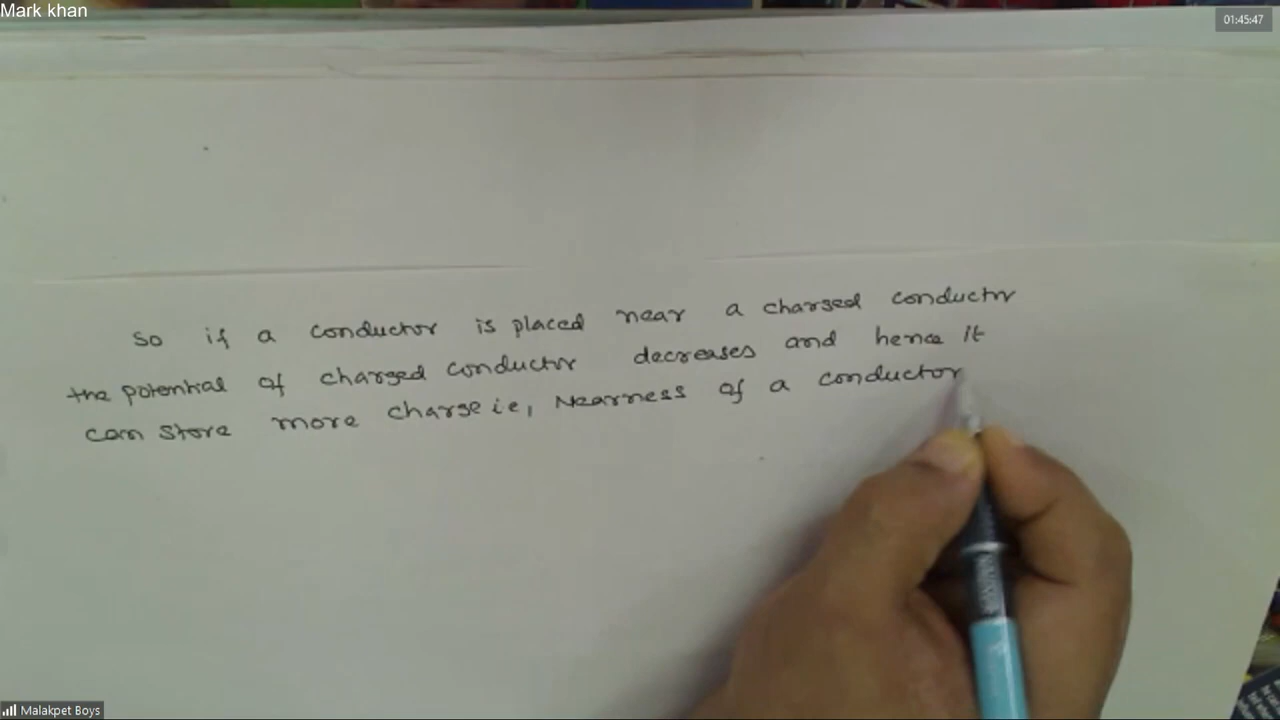 Mark khan
01:45:47
So if a conductor is placed near a charged conductor
the potential of charged conductor decreases and hence it
can store more charge ie, Nearness of a conductor
Malakpet Boys